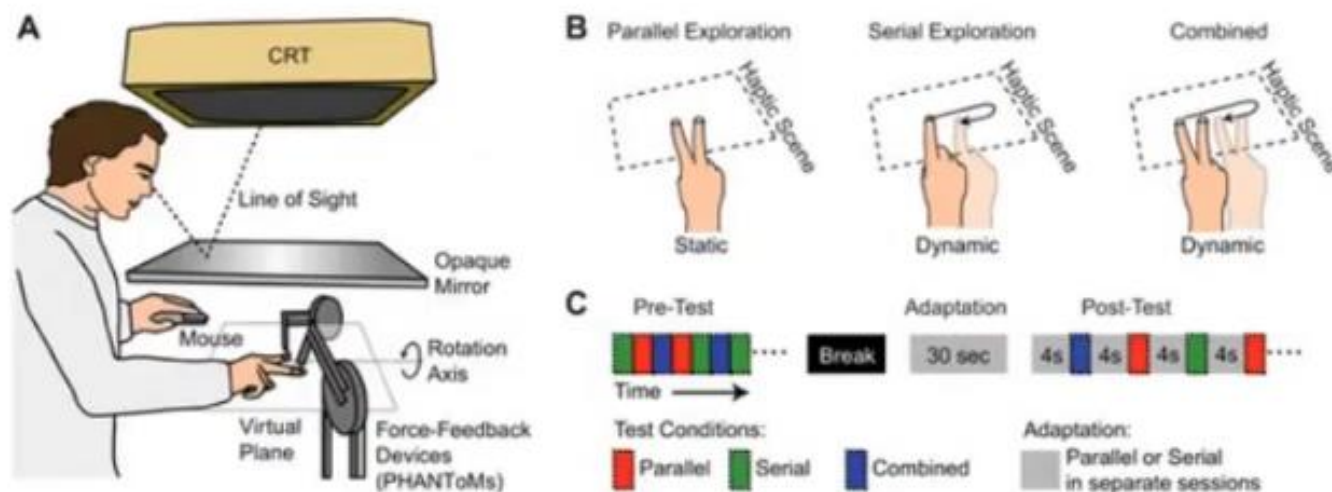 A
CRT
Line of Sight
Opaque
Mirror
Mouse
Rotation
Axis
Virtual
Plane
Force-Feedback
Devices
(PHANToMs)
B
Parallel Exploration
Serial Exploration
Combined
Haptic Scene
Haptic Scene
Haptic Scene
Static
Dynamic
Dynamic
C
Pre-Test
Adaptation
Post-Test
Break
30 sec
4s
4s
4s
4s
Time
Test Conditions:
Parallel
Serial
Combined
Adaptation:
Parallel or Serial
in separate sessions